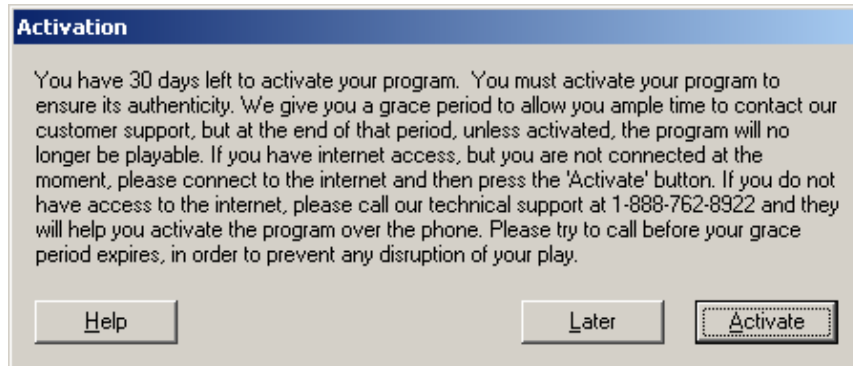 Activation
You have 30 days left to activate your program.  You must activate your program to
ensure its authenticity. We give you a grace period to allow you ample time to contact our
customer support, but at the end of that period, unless activated, the program will no
longer be playable. If you have internet access, but you are not connected at the
moment, please connect to the internet and then press the 'Activate' button. If you do not
have access to the internet, please call our technical support at 1-888-762-8922 and they
will help you activate the program over the phone. Please try to call before your grace
period expires, in order to prevent any disruption of your play.
Help Later Activate